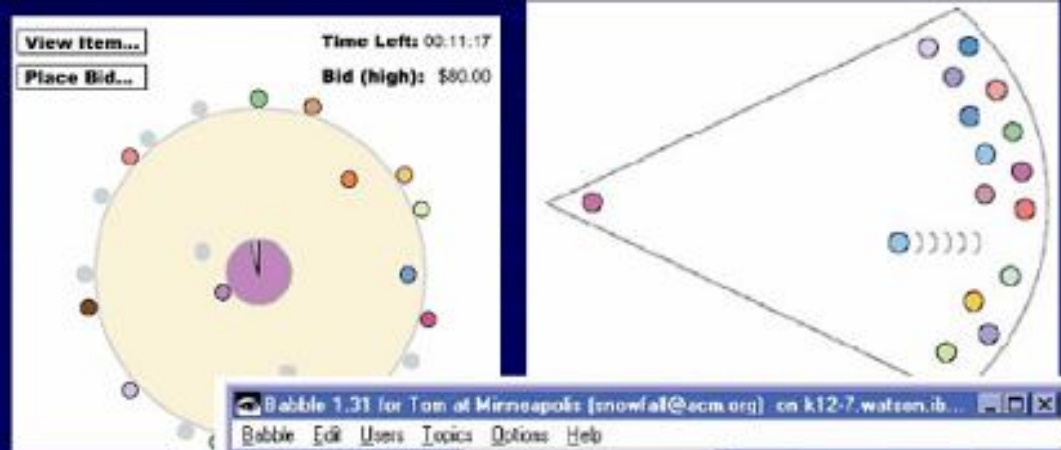 View Item...
Time Left: 00:11:17
Place Bid...
Bid (high): $80.00
Babble 1.31 for Tom at Minneapolis (snowfall@acm.org) on k12-7.watson.ib...
Babble Edit Users Topics Options Help